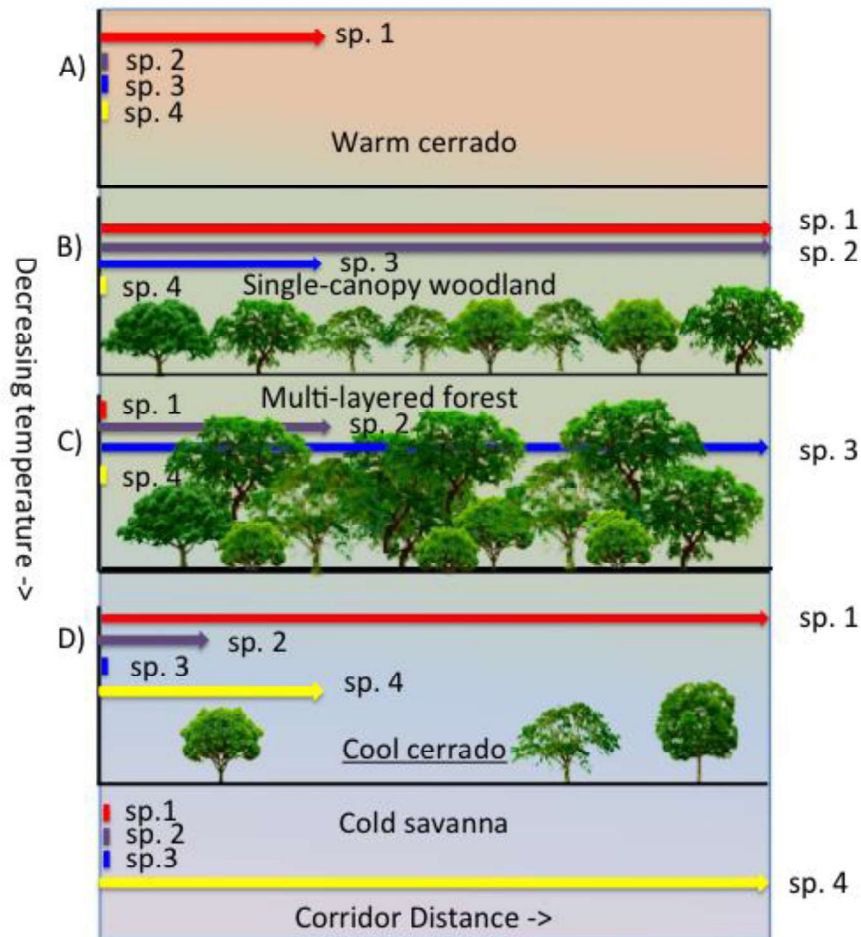 A)
sp. 1
sp. 2
sp. 3
sp. 4
Warm cerrado
B)
sp. 1
sp. 2
sp. 3
sp. 4
Single-canopy woodland
Decreasing temperature ->
C)
Multi-layered forest
sp. 1
sp. 2
sp. 3
sp. 4
D)
sp. 1
sp. 2
sp. 3
sp. 4
Cool cerrado
sp.1
sp.2
sp.3
Cold savanna
sp. 4
Corridor Distance ->